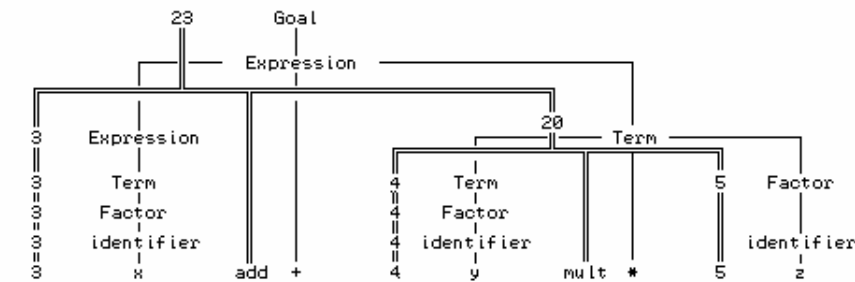 23 Goal
Expression
20
3 Expression Term
3 Term 4 Term 5 Factor
3 Factor 4 Factor
3 identifier 4 identifier identifier
3 x add + 4 y mult * 5 z